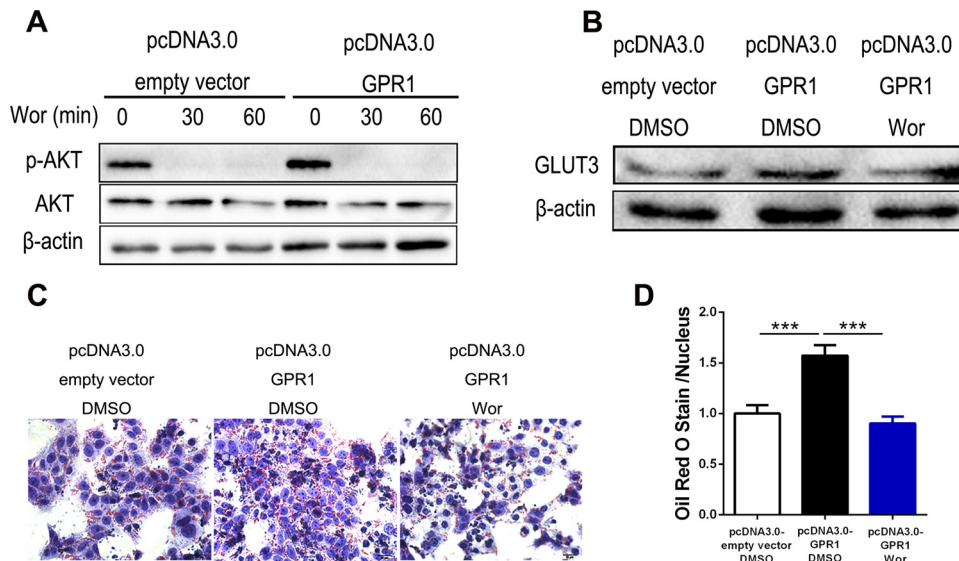 A
pcDNA3.0 pcDNA3.0
empty vector GPR1
Wor (min) 0 30 60 0 30 60
p-AKT
AKT
β-actin
B
pcDNA3.0 pcDNA3.0 pcDNA3.0
empty vector GPR1 GPR1
DMSO DMSO Wor
GLUT3
β-actin
C
pcDNA3.0 pcDNA3.0 pcDNA3.0
empty vector GPR1 GPR1
DMSO DMSO Wor
D
Oil Red O Stain /Nucleus
2.0
1.5
1.0
0.5
0.0
*** ***
pcDNA3.0- pcDNA3.0- pcDNA3.0-
empty vector GPR1 GPR1
DMSO DMSO Wor